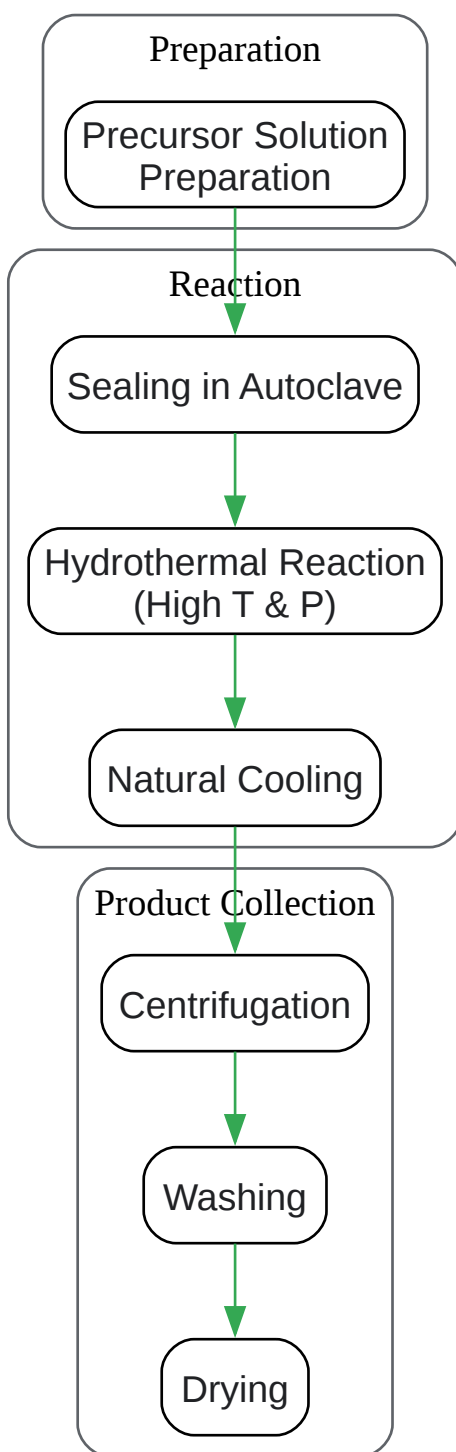 Preparation
Precursor Solution
Preparation
Reaction
Sealing in Autoclave
Hydrothermal Reaction
(High T & P)
Natural Cooling
Product Collection
Centrifugation
Washing
Drying